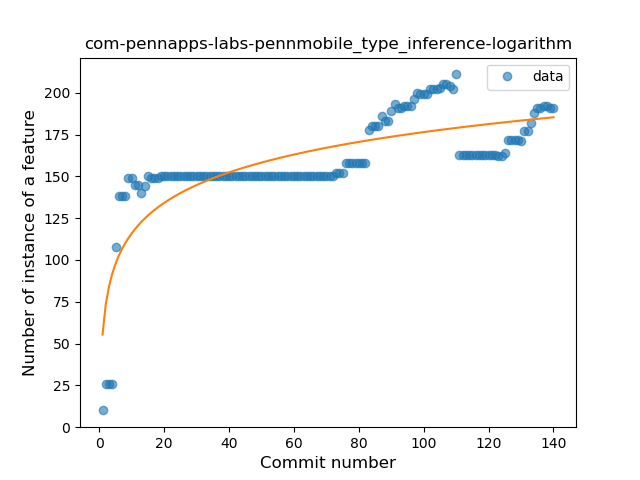 com-pennapps-labs-pennmobile_type_inference-logarithm
data
Number of instance of a feature
200
175
150
125
100
75
50
25
0
0 20 40 60 80 100 120 140
Commit number